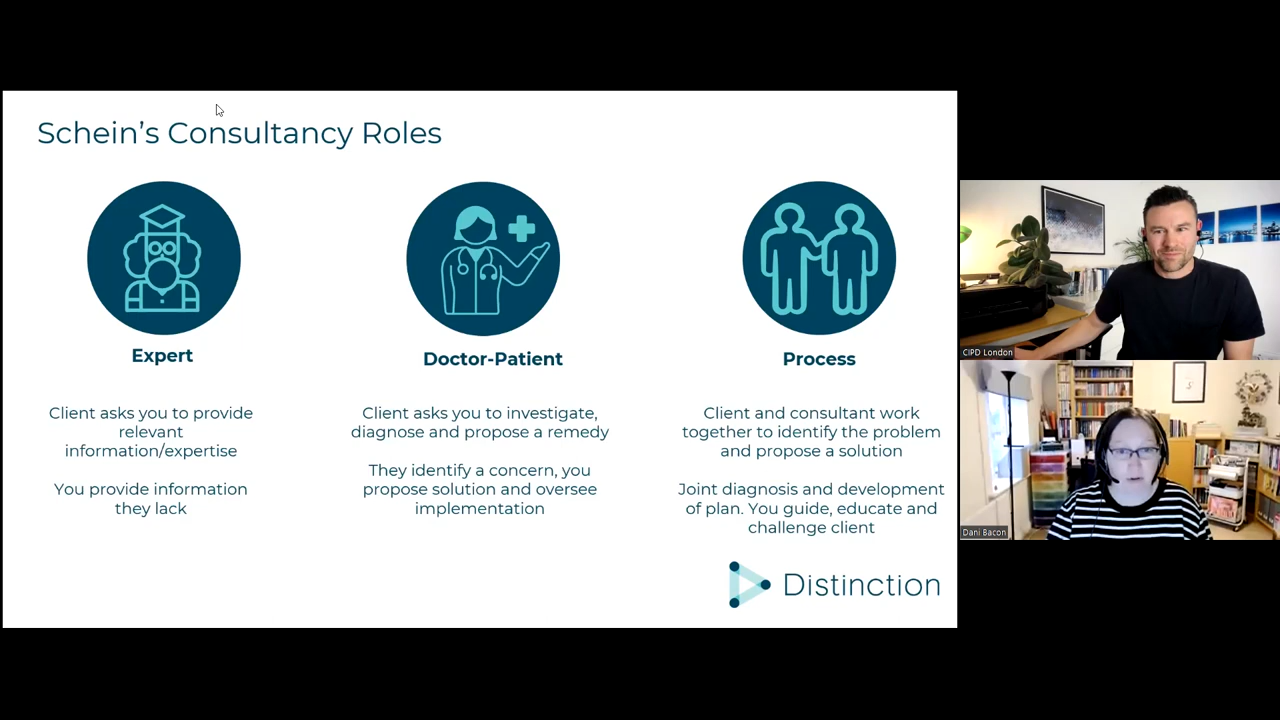 Schein's Consultancy Roles
Expert
Client asks you to provide
relevant
information/expertise
You provide information
they lack
Doctor-Patient
Client asks you to investigate,
diagnose and propose a remedy
They identify a concern, you
propose solution and oversee
implementation
Process
Client and consultant work
together to identify the problem
and propose a solution
Joint diagnosis and development
of plan. You guide, educate and
challenge client
Distinction
CIPD London
Dani Bacon